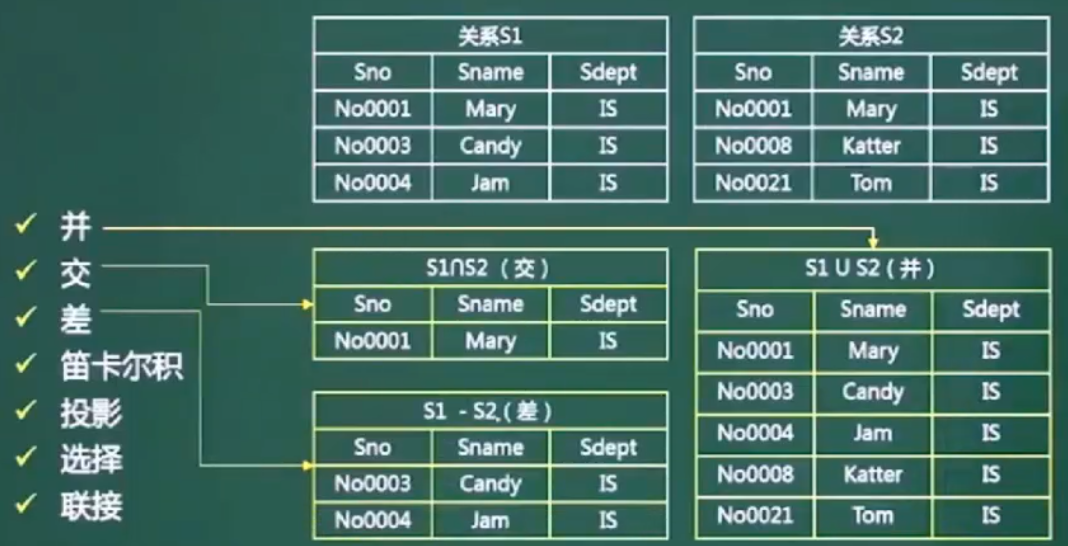 关系S1
Sno Sname Sdept
No0001 Mary IS
No0003 Candy IS
No0004 Jam IS
关系S2
Sno Sname Sdept
No0001 Mary IS
No0008 Katter IS
No0021 Tom IS
✓ 并
✓ 交
✓ 差
✓ 笛卡尔积
✓ 投影
✓ 选择
✓ 联接
S1∩S2 （交）
Sno Sname Sdept
No0001 Mary IS
S1 - S2（差）
Sno Sname Sdept
No0003 Candy IS
No0004 Jam IS
S1 U S2（并）
Sno Sname Sdept
No0001 Mary IS
No0003 Candy IS
No0004 Jam IS
No0008 Katter IS
No0021 Tom IS